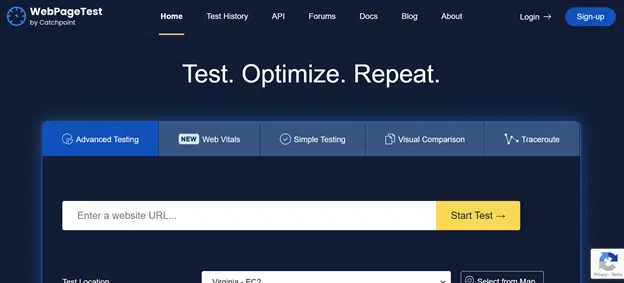 WebPageTest
by Catchpoint
Home Test History API Forums Docs Blog About Login → Sign-up
Test. Optimize. Repeat.
Advanced Testing NEW Web Vitals Simple Testing Visual Comparison Traceroute
Enter a website URL... Start Test →
Test Location Virginia - EC2 Select from Map
Privacy - Terms